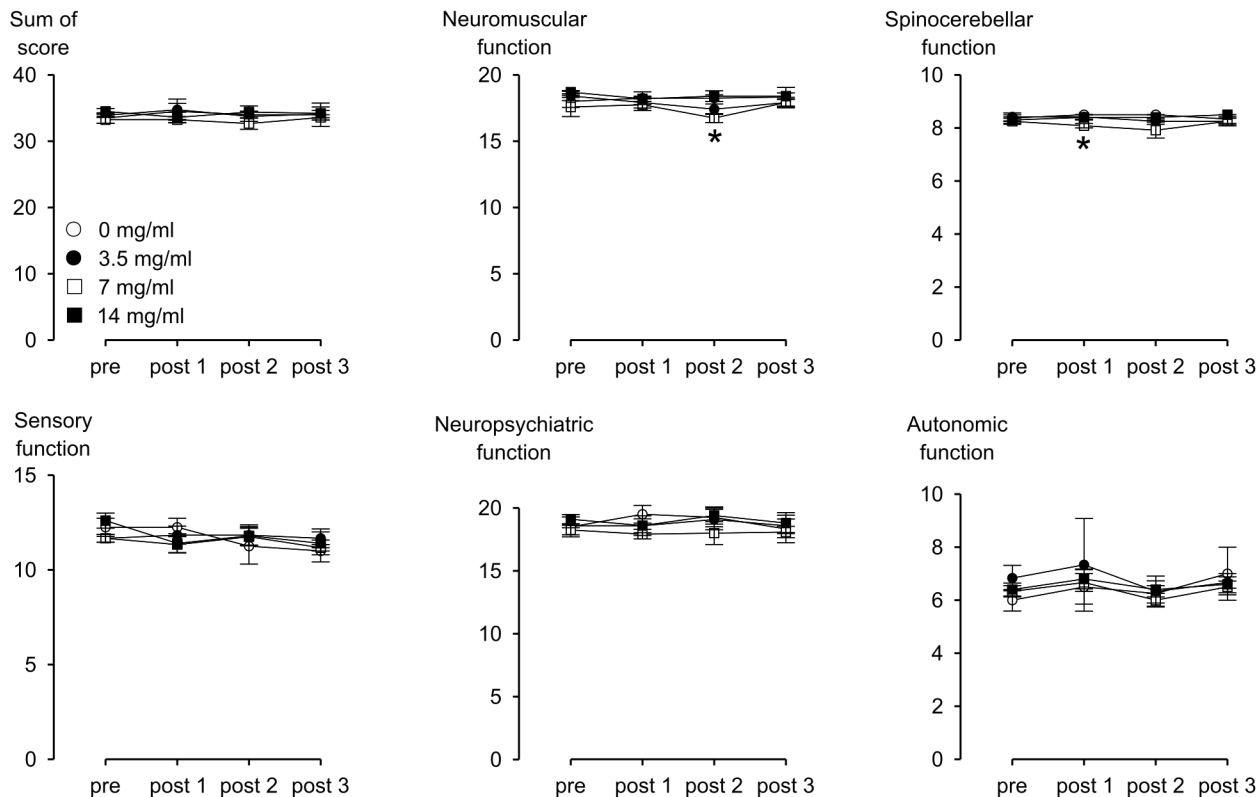 Sum of
score
40
30
20
10
0
0 mg/ml
3.5 mg/ml
7 mg/ml
14 mg/ml
pre post 1 post 2 post 3
Neuromuscular
function
20
15
10
5
0
*
pre post 1 post 2 post 3
Spinocerebellar
function
10
8
6
4
2
0
*
pre post 1 post 2 post 3
Sensory
function
15
10
5
0
pre post 1 post 2 post 3
Neuropsychiatric
function
20
15
10
5
0
pre post 1 post 2 post 3
Autonomic
function
10
8
6
4
2
0
pre post 1 post 2 post 3